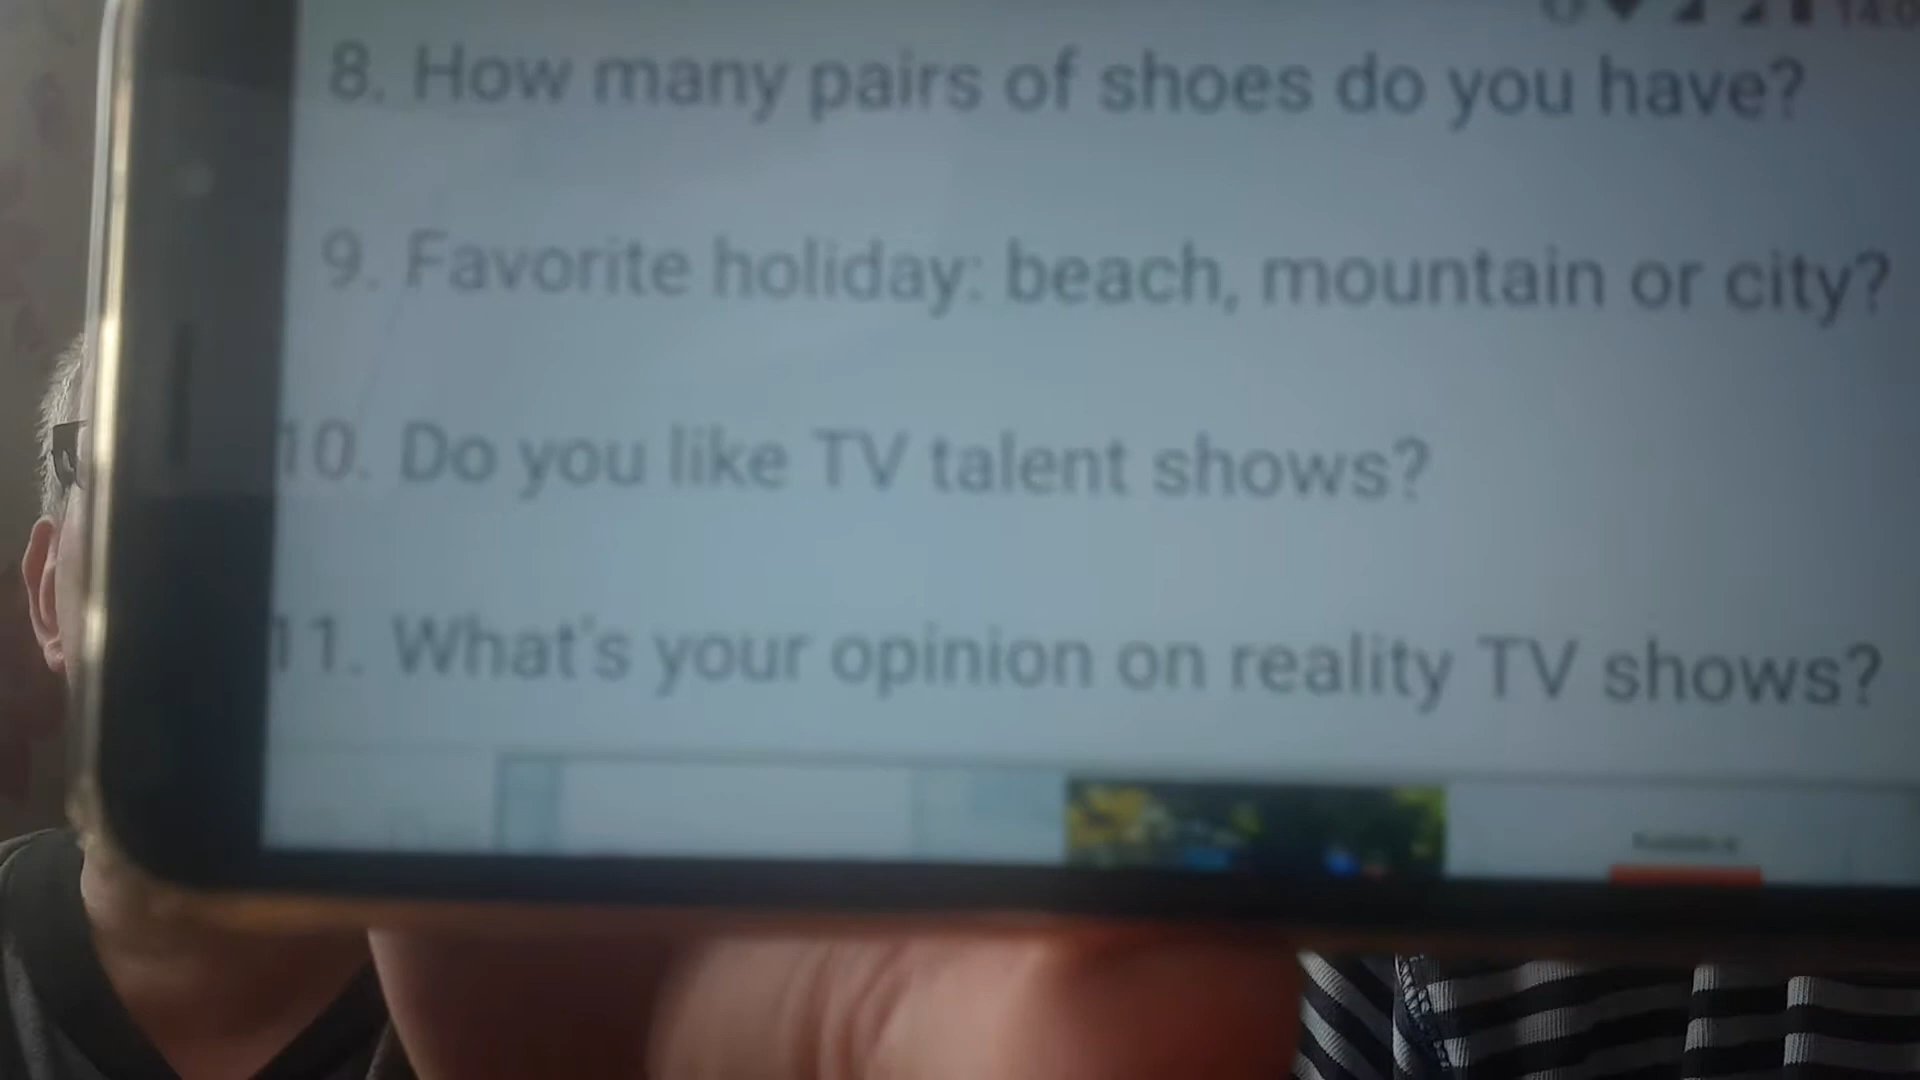 8. How many pairs of shoes do you have?
9. Favorite holiday: beach, mountain or city?
10. Do you like TV talent shows?
11. What's your opinion on reality TV shows?